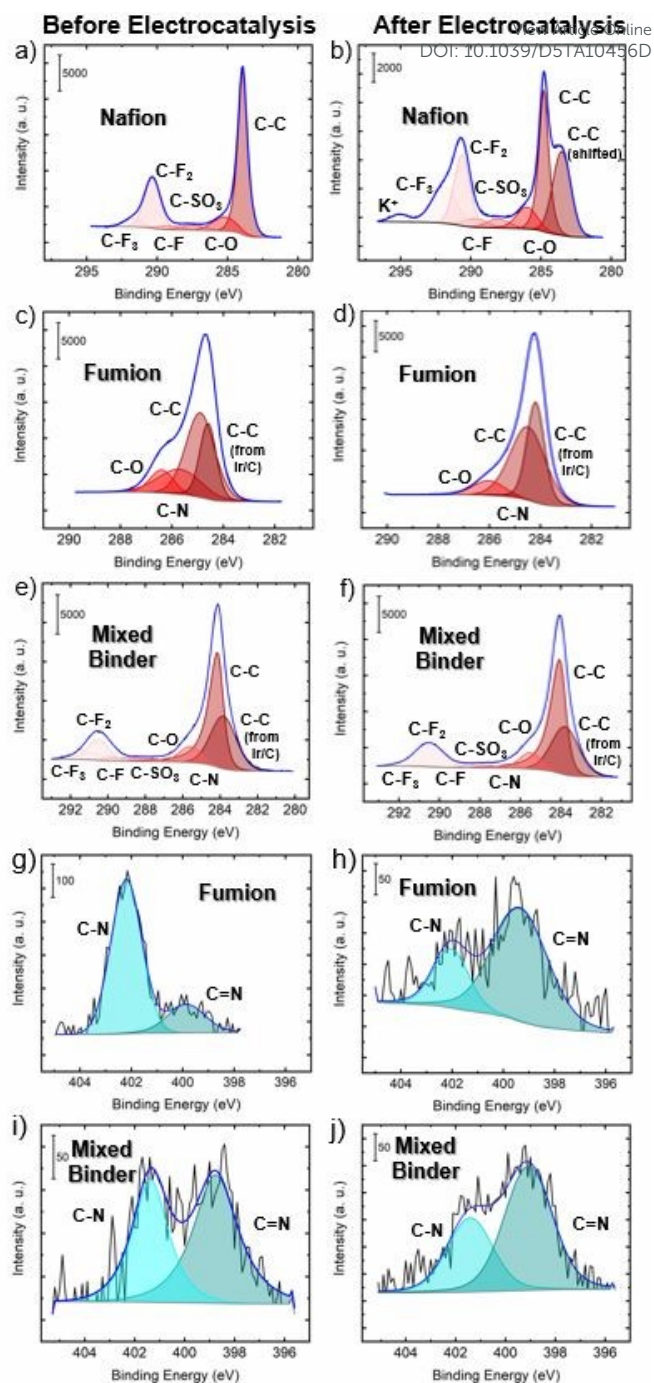 Before Electrocatalysis
After Electrocatalysis
View Article Online
DOI: 10.1039/D5TA10456D
a)
5000
Nafion
C-C
C-F2
C-SO3
C-F3
C-F
C-O
295 290 285 280
Binding Energy (eV)
Intensity (a. u.)
b)
2000
Nafion
C-C
C-C
(shifted)
C-F2
C-F3
C-SO3
K+
C-F
C-O
295 290 285 280
Binding Energy (eV)
Intensity (a. u.)
c)
5000
Fumion
C-C
C-C
(from
Ir/C)
C-O
C-N
290 288 286 284 282
Binding Energy (eV)
Intensity (a. u.)
d)
5000
Fumion
C-C
C-C
(from
Ir/C)
C-O
C-N
290 288 286 284 282
Binding Energy (eV)
Intensity (a. u.)
e)
5000
Mixed
Binder
C-C
C-F2
C-O
C-C
(from
Ir/C)
C-F3 C-F C-SO3 C-N
292 290 288 286 284 282 280
Binding Energy (eV)
Intensity (a. u.)
f)
5000
Mixed
Binder
C-C
C-F2
C-O
C-SO3
C-C
(from
Ir/C)
C-F3 C-F C-N
292 290 288 286 284 282
Binding Energy (eV)
Intensity (a. u.)
g)
100
Fumion
C-N
C=N
404 402 400 398 396
Binding Energy (eV)
Intensity (a. u.)
h)
50
Fumion
C-N
C=N
404 402 400 398 396
Binding Energy (eV)
Intensity (a. u.)
i)
50
Mixed
Binder
C-N
C=N
404 402 400 398 396
Binding Energy (eV)
Intensity (a. u.)
j)
50
Mixed
Binder
C-N
C=N
404 402 400 398 396
Binding Energy (eV)
Intensity (a. u.)